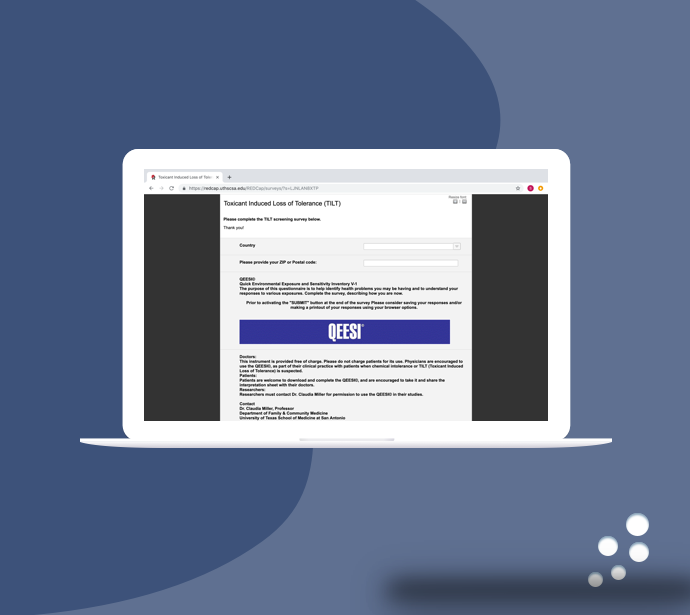 Toxicant Induced Loss of Toler
https://redcap.uthscsa.edu/REDCap/surveys/?s=
Toxicant Induced Loss of Tolerance (TILT)
Please complete the TILT screening survey below.
Thank you!
Country
Please provide your ZIP or Postal code:
QEESI©
Quick Environmental Exposure and Sensitivity Inventory V-1
The purpose of this questionnaire is to help identify health problems you may be having and to understand your
responses to various exposures. Complete the survey, describing how you are now.
Prior to activating the "SUBMIT" button at the end of the survey Please consider saving your responses and/or
making a printout of your responses using your browser options.
QEESI
Doctors:
This instrument is provided free of charge. Please do not charge patients for its use. Physicians are encouraged to
use the QEESI©, as part of their clinical practice with patients when chemical intolerance or TILT (Toxicant Induced
Loss of Tolerance) is suspected.
Patients:
Patients are welcome to download and complete the QEESI©, and are encouraged to take it and share the
interpretation sheet with their doctors.
Researchers:
Researchers must contact Dr. Claudia Miller for permission to use the QEESI© in their studies.
Contact
Dr. Claudia Miller, Professor
Department of Family & Community Medicine
University of Texas School of Medicine at San Antonio